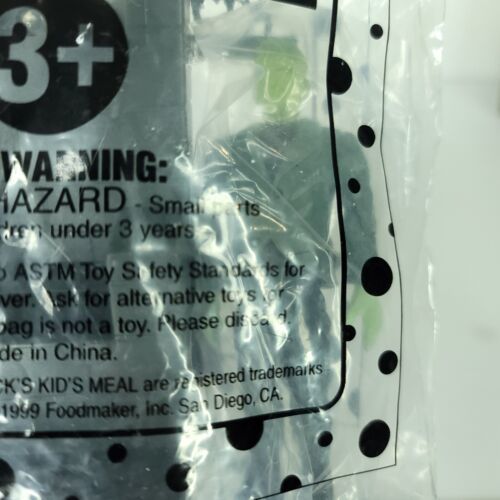 3+
WARNING:
HAZARD - Small parts
dren under 3 years
ASTM Toy Safety Standards for
ver. Ask for alternative toys for
bag is not a toy. Please discard.
de in China.
CK'S KID'S MEAL are registered trademarks
1999 Foodmaker, Inc. San Diego, CA.